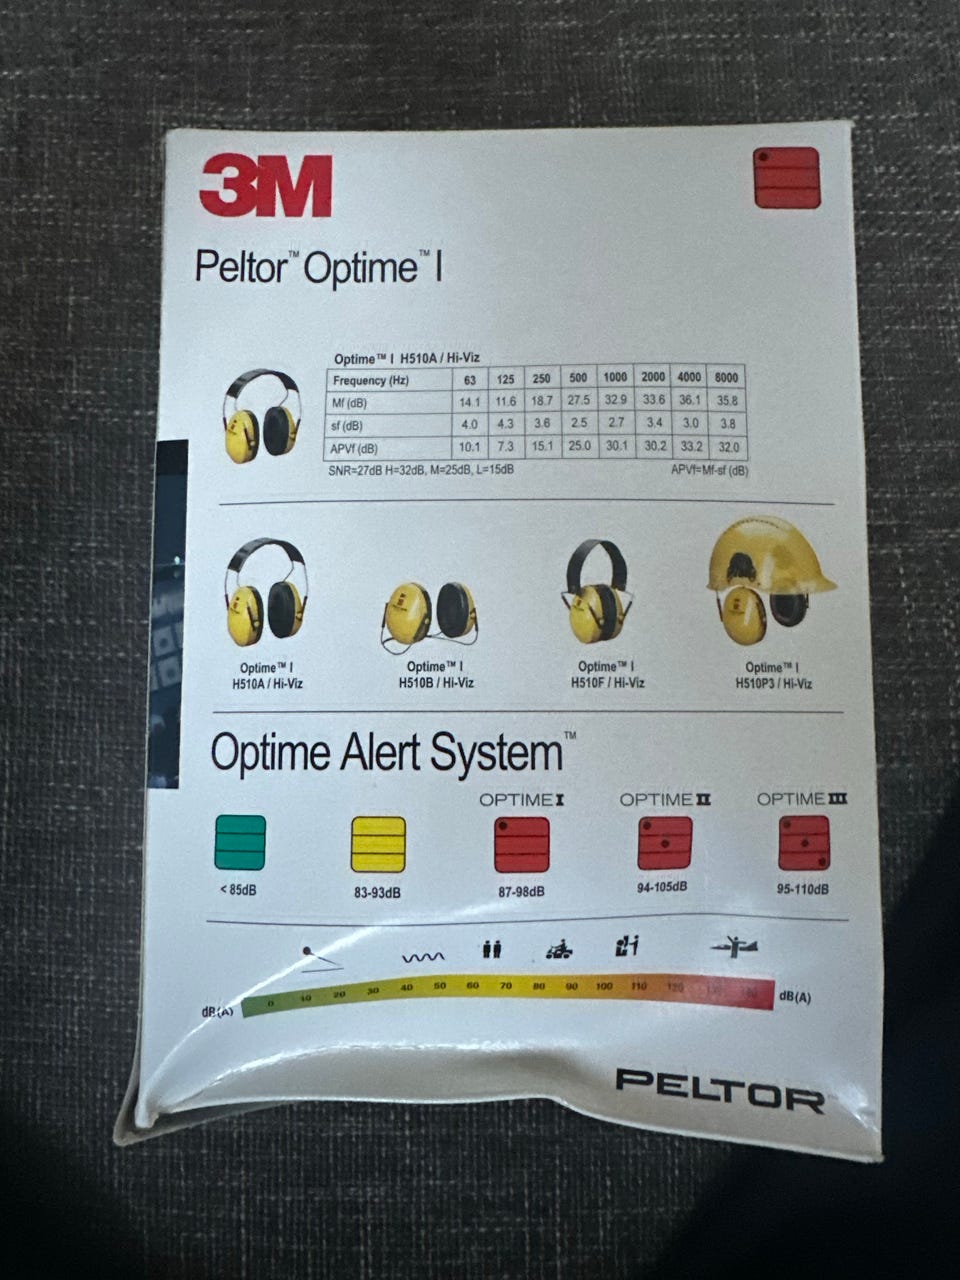 3M
Peltor™ Optime™ I
Optime™ I H510A / Hi-Viz
Frequency (Hz) 63 125 250 500 1000 2000 4000 8000
Mf (dB) 14.1 11.6 18.7 27.5 32.9 33.6 36.1 35.8
sf (dB) 4.0 4.3 3.6 2.5 2.7 3.4 3.0 3.8
APVf (dB) 10.1 7.3 15.1 25.0 30.1 30.2 33.2 32.0
SNR=27dB H=32dB, M=25dB, L=15dB APVf=Mf-sf (dB)
Optime™ I Optime™ I Optime™ I Optime™ I
H510A / Hi-Viz H510B / Hi-Viz H510F / Hi-Viz H510P3 / Hi-Viz
Optime Alert System™
OPTIME I OPTIME II OPTIME III
< 85dB 83-93dB 87-98dB 94-105dB 95-110dB
dB(A) 0 10 20 30 40 50 60 70 80 90 100 110 120 dB(A)
PELTOR™